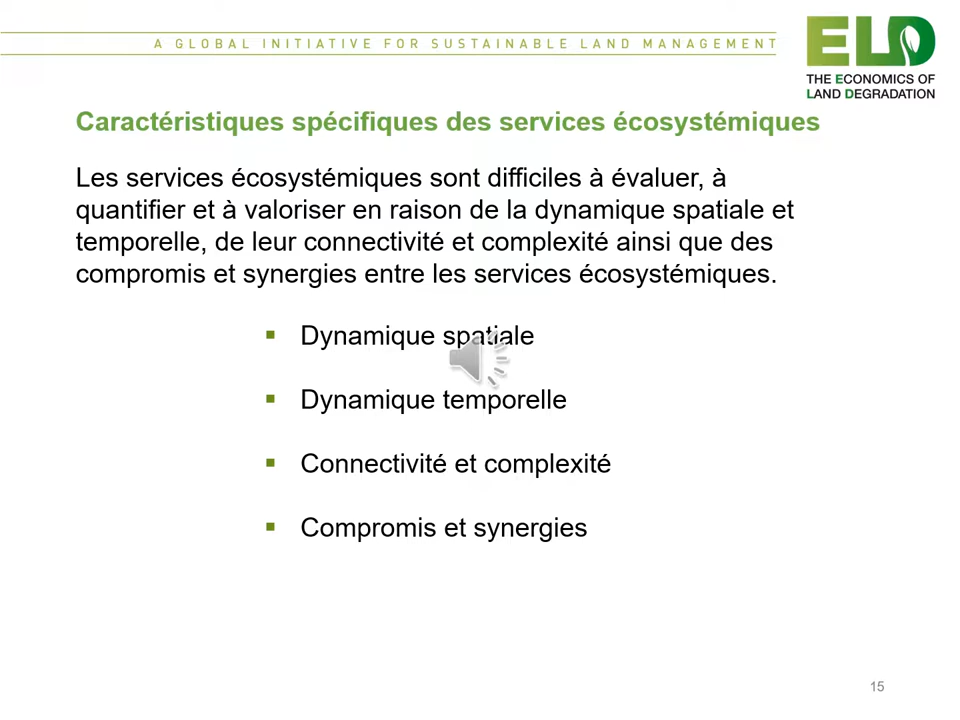 A GLOBAL INITIATIVE FOR SUSTAINABLE LAND MANAGEMENT
ELD
THE ECONOMICS OF
LAND DEGRADATION
Caractéristiques spécifiques des services écosystémiques
Les services écosystémiques sont difficiles à évaluer, à
quantifier et à valoriser en raison de la dynamique spatiale et
temporelle, de leur connectivité et complexité ainsi que des
compromis et synergies entre les services écosystémiques.
▪ Dynamique spatiale
▪ Dynamique temporelle
▪ Connectivité et complexité
▪ Compromis et synergies
15